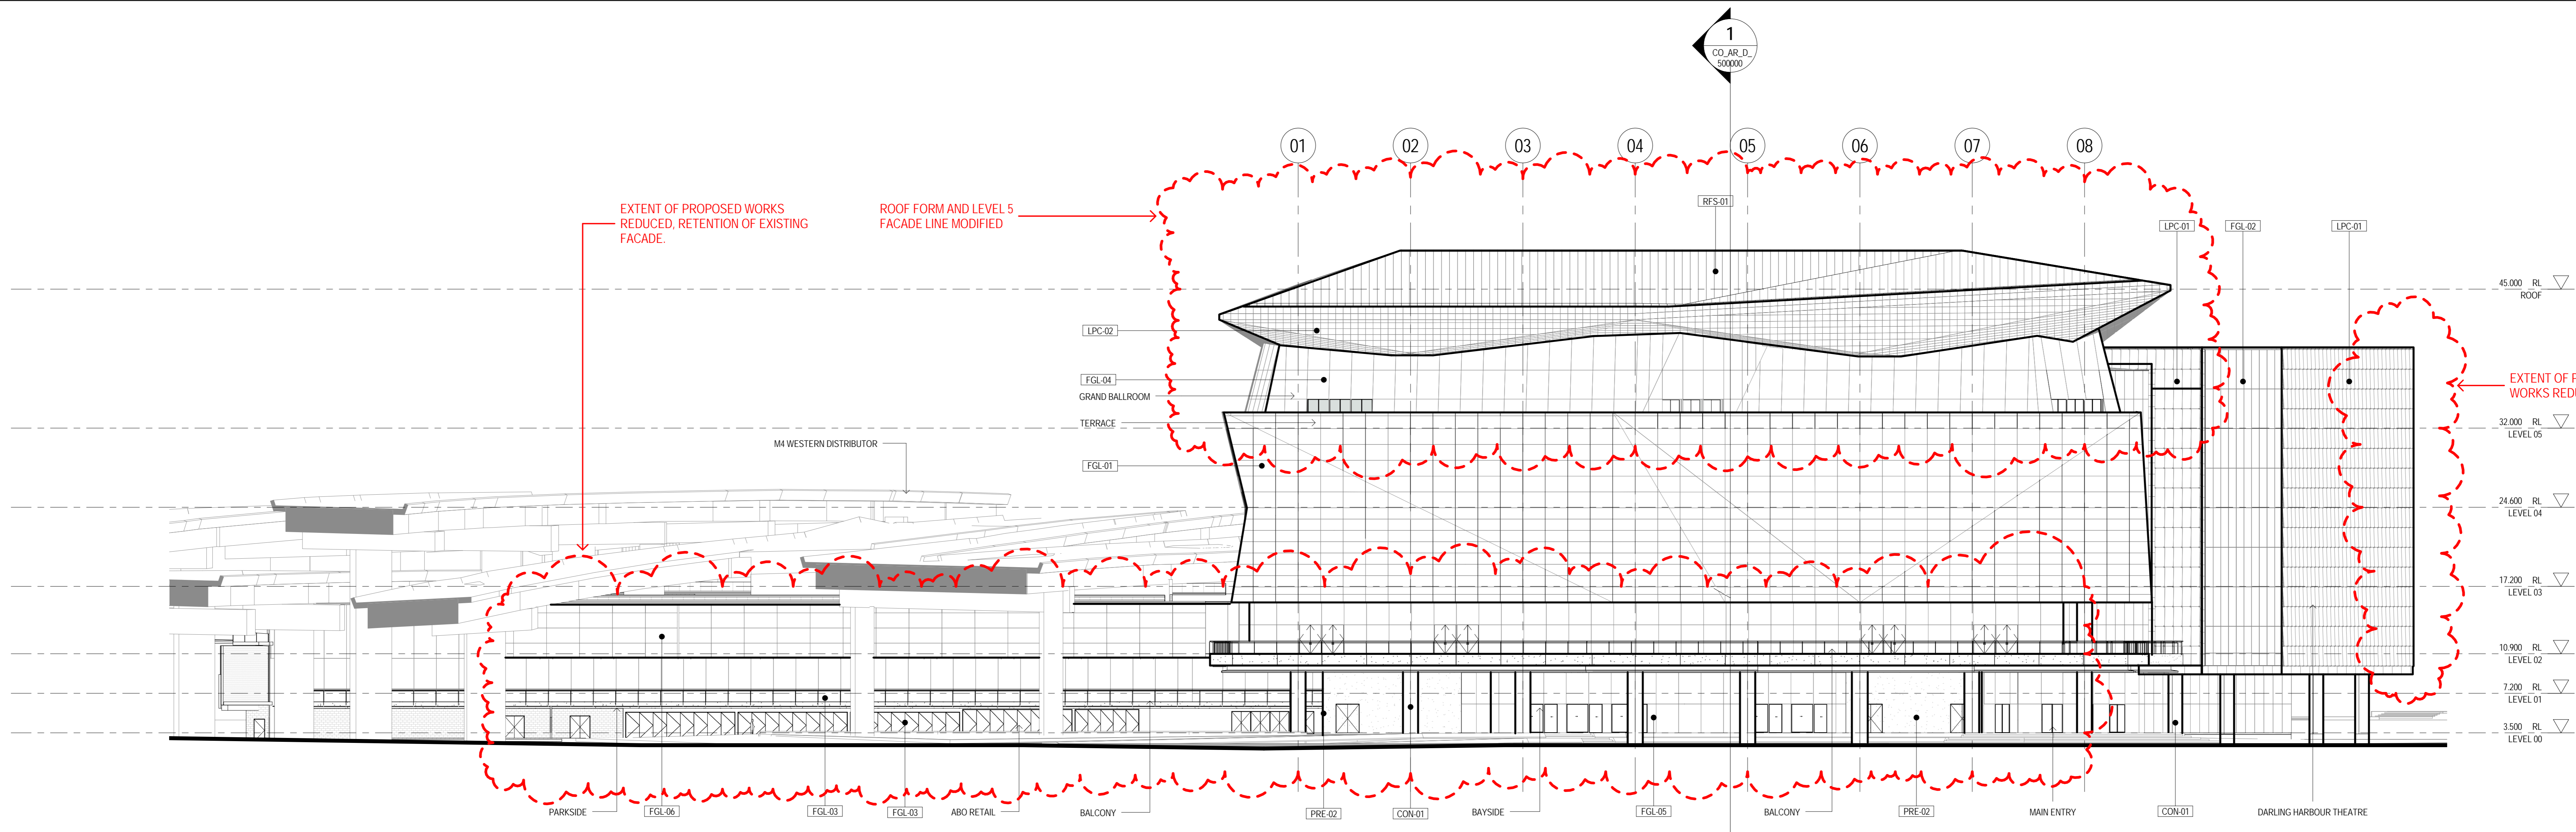 1
CO_AR_D_
500000
01
02
03
04
05
06
07
08
EXTENT OF PROPOSED WORKS
REDUCED, RETENTION OF EXISTING
FACADE.
ROOF FORM AND LEVEL 5
FACADE LINE MODIFIED
RFS-01
LPC-01
FGL-02
LPC-01
45.000 RL
ROOF
LPC-02
FGL-04
GRAND BALLROOM
EXTENT OF
WORKS
TERRACE
32.000 RL
LEVEL 05
M4 WESTERN DISTRIBUTOR
FGL-01
24.600 RL
LEVEL 04
17.200 RL
LEVEL 03
10.900 RL
LEVEL 02
7.200 RL
LEVEL 01
3.500 RL
LEVEL 00
PARKSIDE
FGL-06
FGL-03
FGL-03
ABO RETAIL
BALCONY
PRE-02
CON-01
BAYSIDE
FGL-05
BALCONY
PRE-02
MAIN ENTRY
CON-01
DARLING HARBOUR THEATRE